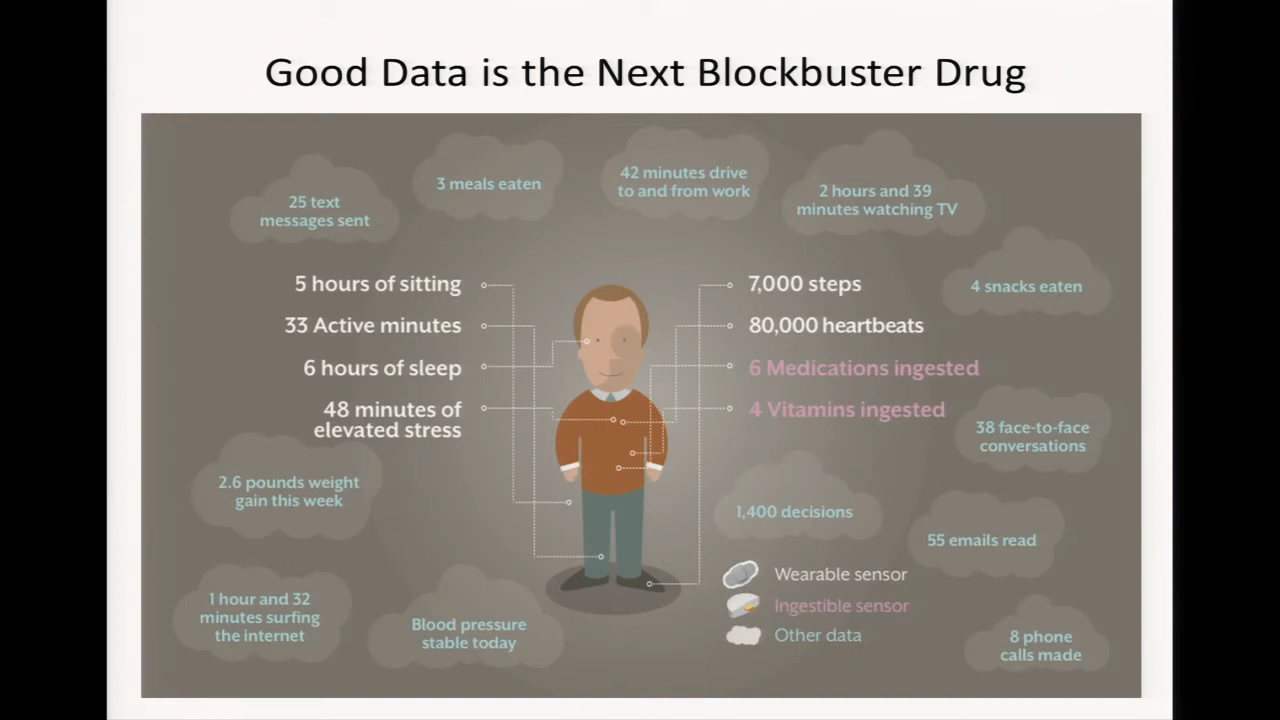 Good Data is the Next Blockbuster Drug
25 text
messages sent
3 meals eaten
42 minutes drive
to and from work
2 hours and 39
minutes watching TV
4 snacks eaten
5 hours of sitting
33 Active minutes
6 hours of sleep
48 minutes of
elevated stress
7,000 steps
80,000 heartbeats
6 Medications ingested
4 Vitamins ingested
38 face-to-face
conversations
2.6 pounds weight
gain this week
1,400 decisions
55 emails read
1 hour and 32
minutes surfing
the internet
Blood pressure
stable today
Wearable sensor
Ingestible sensor
Other data
8 phone
calls made